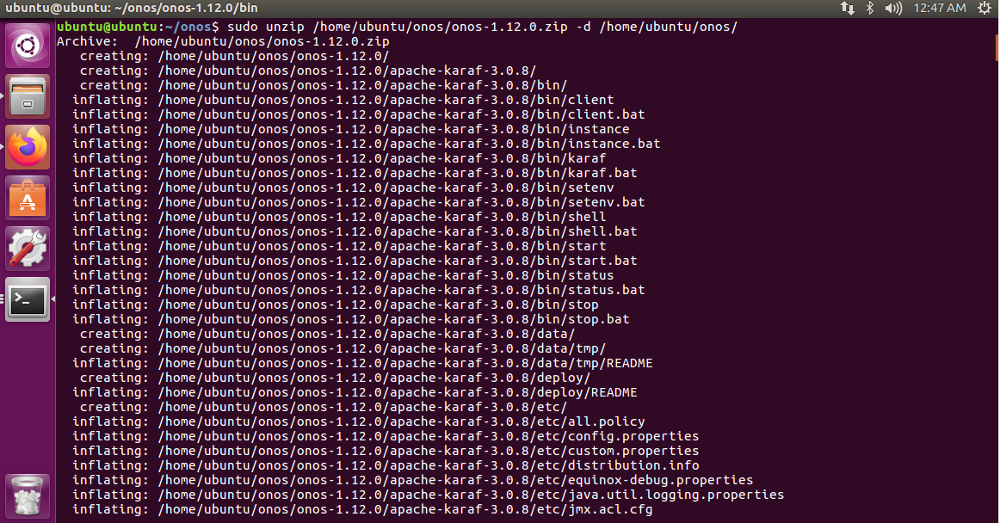 ubuntu@ubuntu: ~/onos/onos-1.12.0/bin
12:47 AM
ubuntu@ubuntu:~/onos$ sudo unzip /home/ubuntu/onos/onos-1.12.0.zip -d /home/ubuntu/onos/
Archive:  /home/ubuntu/onos/onos-1.12.0.zip
   creating: /home/ubuntu/onos/onos-1.12.0/
   creating: /home/ubuntu/onos/onos-1.12.0/apache-karaf-3.0.8/
   creating: /home/ubuntu/onos/onos-1.12.0/apache-karaf-3.0.8/bin/
  inflating: /home/ubuntu/onos/onos-1.12.0/apache-karaf-3.0.8/bin/client
  inflating: /home/ubuntu/onos/onos-1.12.0/apache-karaf-3.0.8/bin/client.bat
  inflating: /home/ubuntu/onos/onos-1.12.0/apache-karaf-3.0.8/bin/instance
  inflating: /home/ubuntu/onos/onos-1.12.0/apache-karaf-3.0.8/bin/instance.bat
  inflating: /home/ubuntu/onos/onos-1.12.0/apache-karaf-3.0.8/bin/karaf
  inflating: /home/ubuntu/onos/onos-1.12.0/apache-karaf-3.0.8/bin/karaf.bat
  inflating: /home/ubuntu/onos/onos-1.12.0/apache-karaf-3.0.8/bin/setenv
  inflating: /home/ubuntu/onos/onos-1.12.0/apache-karaf-3.0.8/bin/setenv.bat
  inflating: /home/ubuntu/onos/onos-1.12.0/apache-karaf-3.0.8/bin/shell
  inflating: /home/ubuntu/onos/onos-1.12.0/apache-karaf-3.0.8/bin/shell.bat
  inflating: /home/ubuntu/onos/onos-1.12.0/apache-karaf-3.0.8/bin/start
  inflating: /home/ubuntu/onos/onos-1.12.0/apache-karaf-3.0.8/bin/start.bat
  inflating: /home/ubuntu/onos/onos-1.12.0/apache-karaf-3.0.8/bin/status
  inflating: /home/ubuntu/onos/onos-1.12.0/apache-karaf-3.0.8/bin/status.bat
  inflating: /home/ubuntu/onos/onos-1.12.0/apache-karaf-3.0.8/bin/stop
  inflating: /home/ubuntu/onos/onos-1.12.0/apache-karaf-3.0.8/bin/stop.bat
   creating: /home/ubuntu/onos/onos-1.12.0/apache-karaf-3.0.8/data/
   creating: /home/ubuntu/onos/onos-1.12.0/apache-karaf-3.0.8/data/tmp/
  inflating: /home/ubuntu/onos/onos-1.12.0/apache-karaf-3.0.8/data/tmp/README
   creating: /home/ubuntu/onos/onos-1.12.0/apache-karaf-3.0.8/deploy/
  inflating: /home/ubuntu/onos/onos-1.12.0/apache-karaf-3.0.8/deploy/README
   creating: /home/ubuntu/onos/onos-1.12.0/apache-karaf-3.0.8/etc/
  inflating: /home/ubuntu/onos/onos-1.12.0/apache-karaf-3.0.8/etc/all.policy
  inflating: /home/ubuntu/onos/onos-1.12.0/apache-karaf-3.0.8/etc/config.properties
  inflating: /home/ubuntu/onos/onos-1.12.0/apache-karaf-3.0.8/etc/custom.properties
  inflating: /home/ubuntu/onos/onos-1.12.0/apache-karaf-3.0.8/etc/distribution.info
  inflating: /home/ubuntu/onos/onos-1.12.0/apache-karaf-3.0.8/etc/equinox-debug.properties
  inflating: /home/ubuntu/onos/onos-1.12.0/apache-karaf-3.0.8/etc/java.util.logging.properties
  inflating: /home/ubuntu/onos/onos-1.12.0/apache-karaf-3.0.8/etc/jmx.acl.cfg